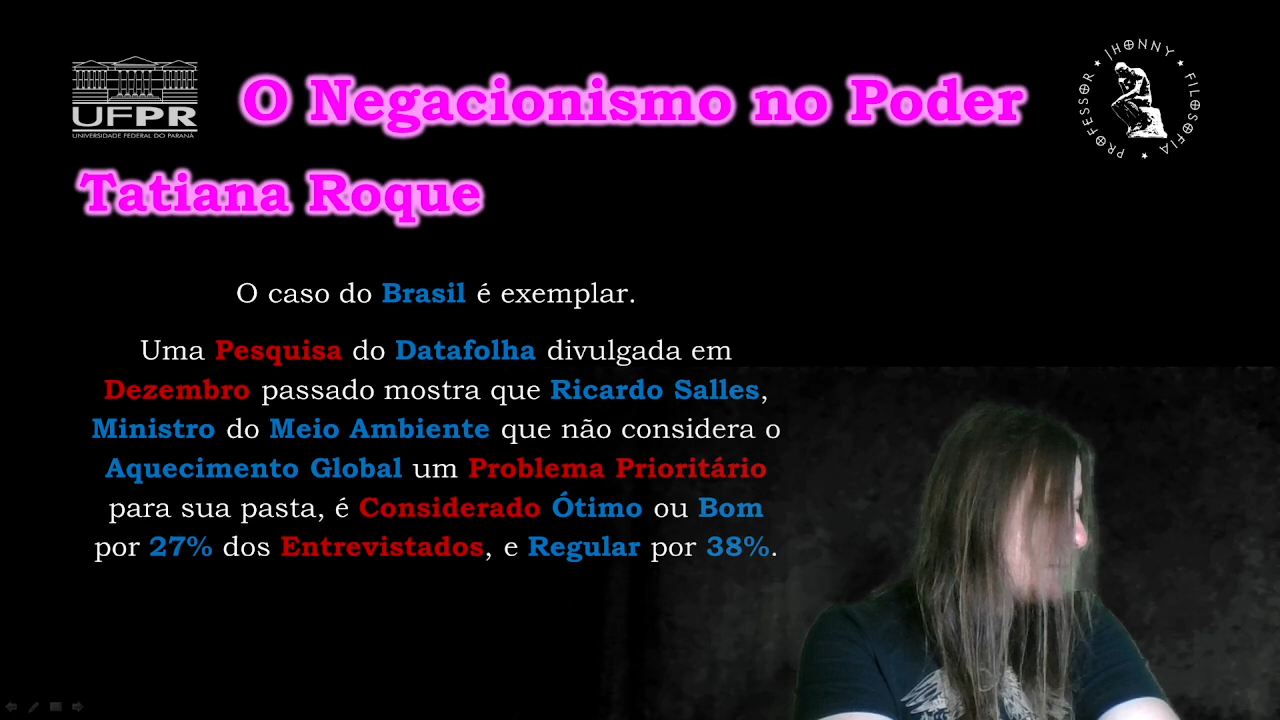 UFPR
UNIVERSIDADE FEDERAL DO PARANÁ
O Negacionismo no Poder
PROFESSOR ★ JHONNY ★ FILOSOFIA ★
Tatiana Roque
O caso do Brasil é exemplar.
Uma Pesquisa do Datafolha divulgada em
Dezembro passado mostra que Ricardo Salles,
Ministro do Meio Ambiente que não considera o
Aquecimento Global um Problema Prioritário
para sua pasta, é Considerado Ótimo ou Bom
por 27% dos Entrevistados, e Regular por 38%.